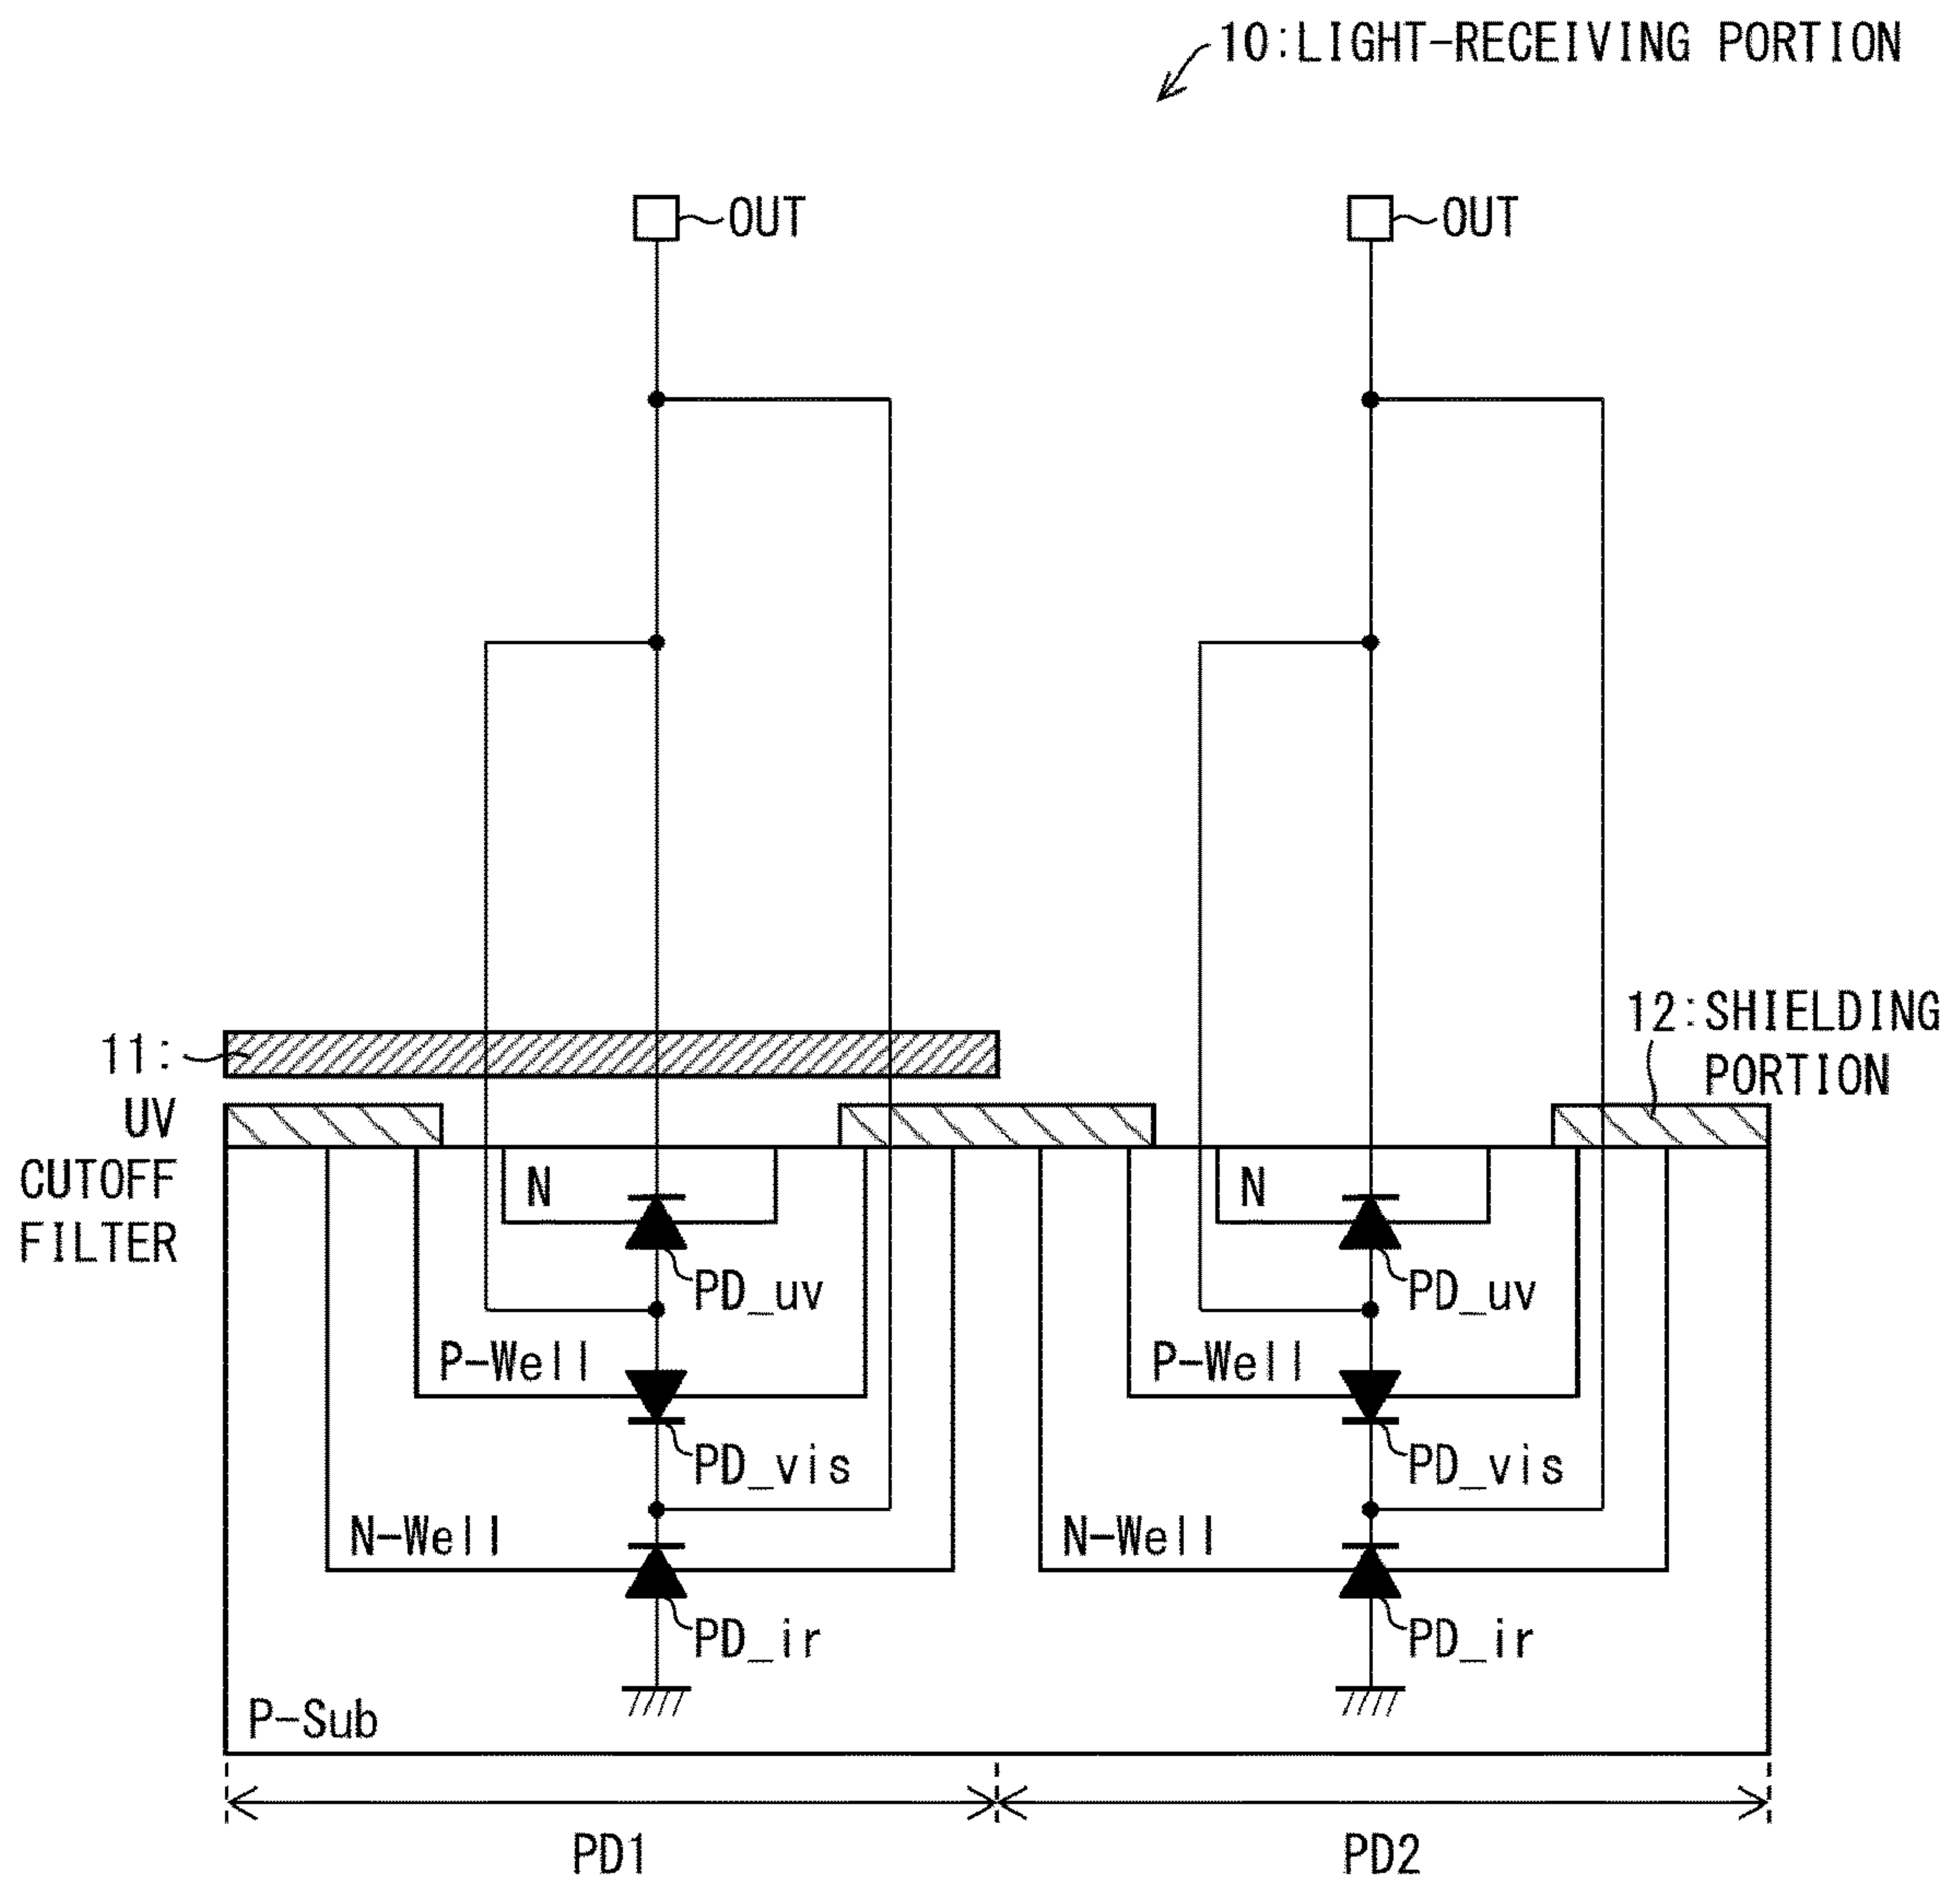 10:LIGHT-RECEIVING PORTION
OUT
OUT
12:SHIELDING
PORTION
11:
UV
CUTOFF
FILTER
N
N
PD_uv
PD_uv
P-Well
P-Well
PD_vis
PD_vis
N-Well
N-Well
PD_ir
PD_ir
P-Sub
PD1
PD2